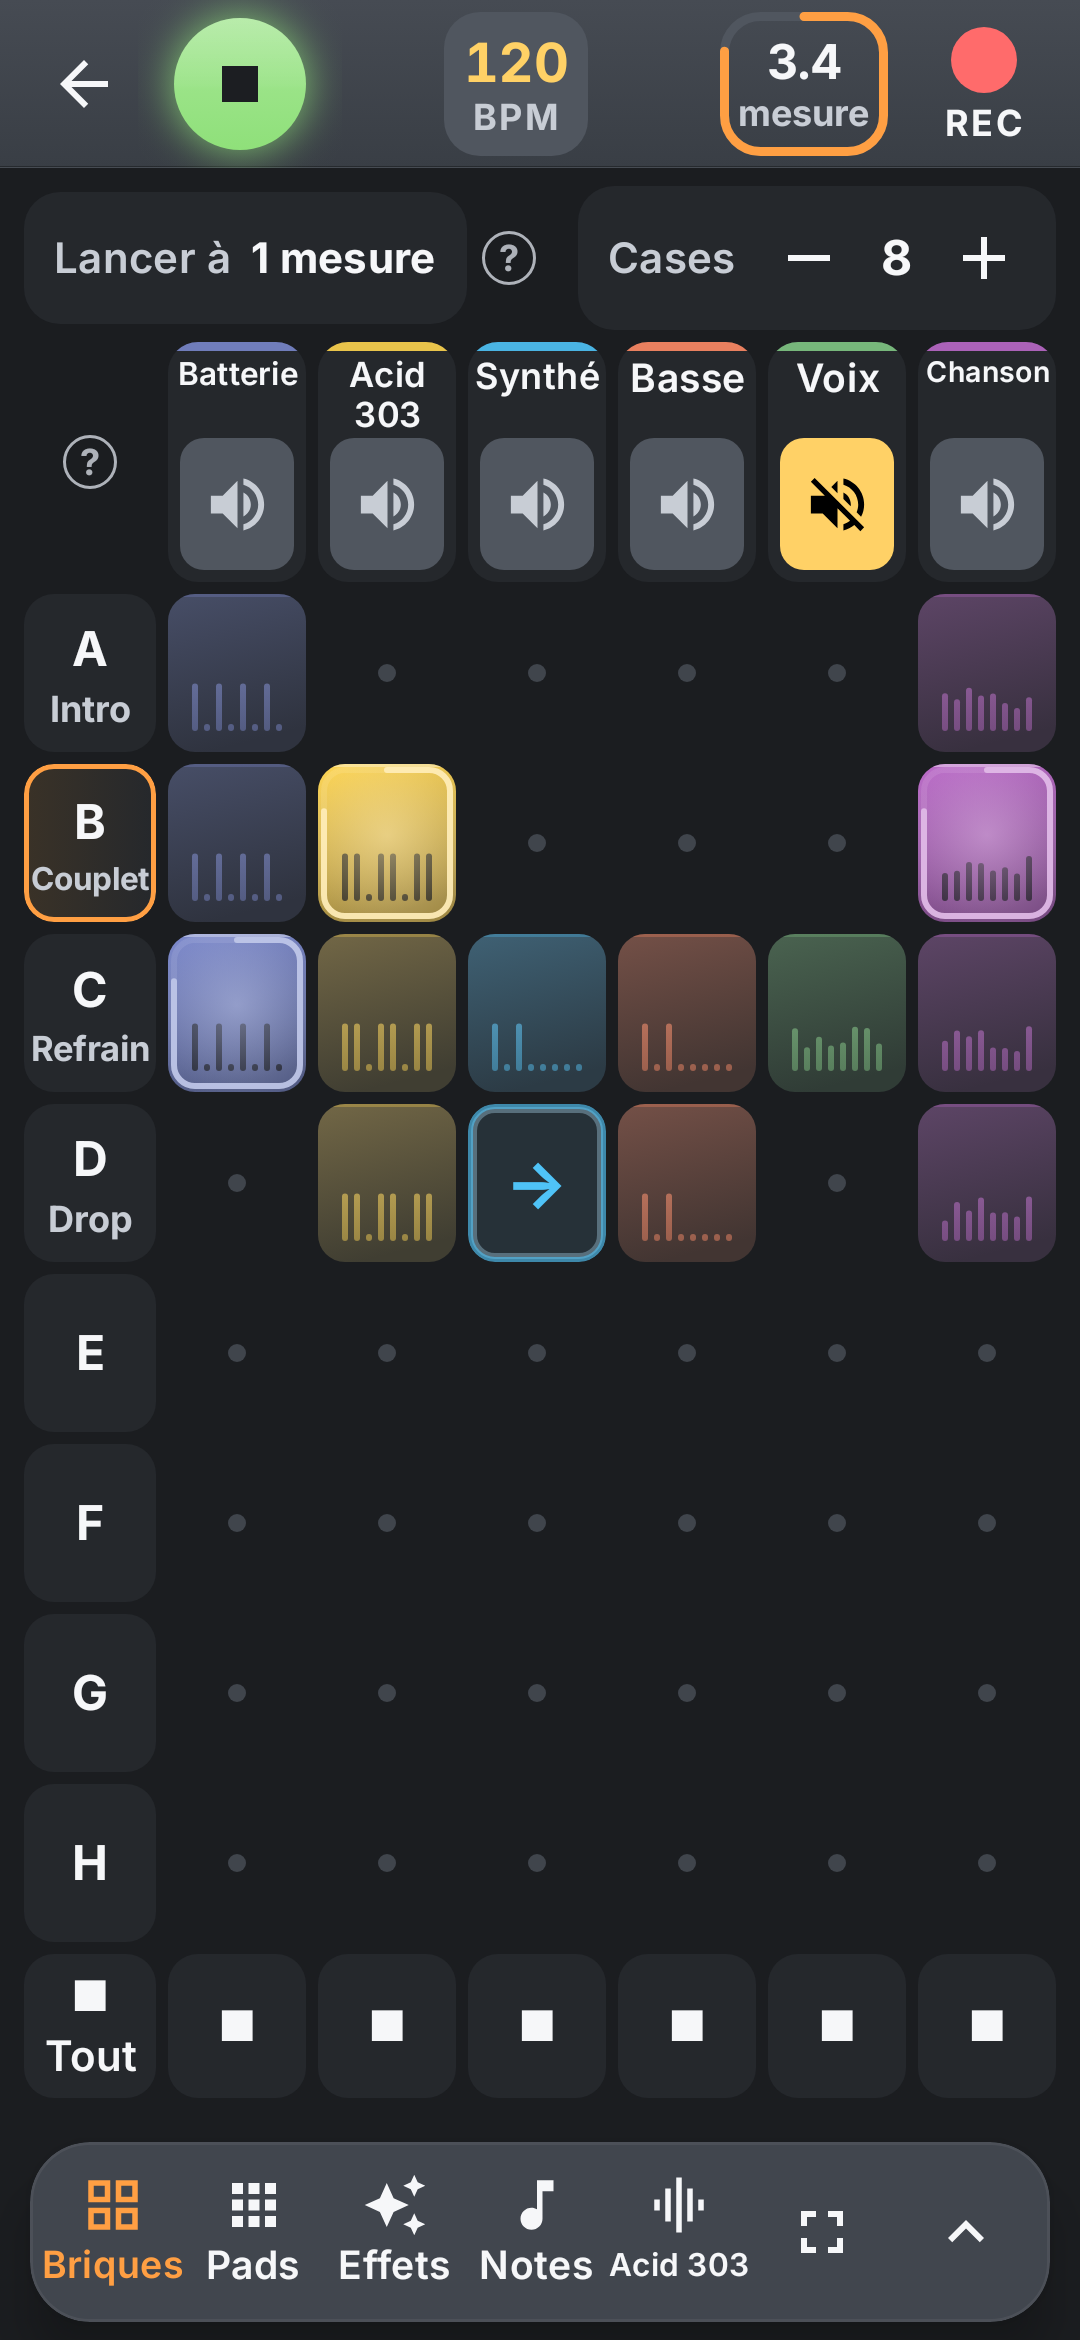 120
BPM
3.4
mesure
REC
Lancer à 1 mesure
?
Cases
8
Batterie
Acid
303
Synthé
Basse
Voix
Chanson
?
A
Intro
B
Couplet
C
Refrain
D
Drop
E
F
G
H
Tout
Briques
Pads
Effets
Notes
Acid 303